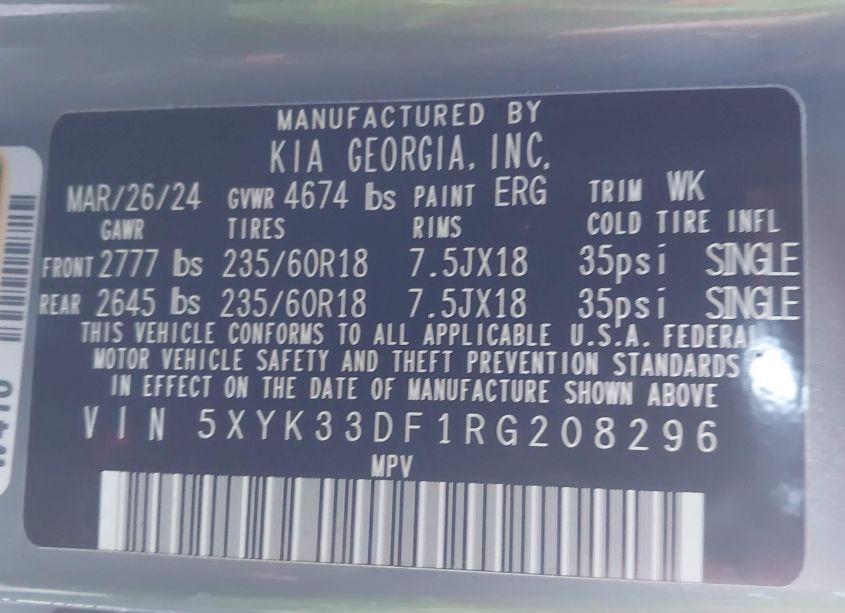 MANUFACTURED BY
KIA GEORGIA, INC.
MAR/26/24 GVWR 4674 lbs PAINT ERG TRIM WK
GAWR TIRES RIMS COLD TIRE INFL
FRONT 2777 lbs 235/60R18 7.5JX18 35psi SINGLE
REAR 2645 lbs 235/60R18 7.5JX18 35psi SINGLE
THIS VEHICLE CONFORMS TO ALL APPLICABLE U.S.A. FEDERAL
MOTOR VEHICLE SAFETY AND THEFT PREVENTION STANDARDS
IN EFFECT ON THE DATE OF MANUFACTURE SHOWN ABOVE
VIN 5XYK33DF1RG208296
MPV